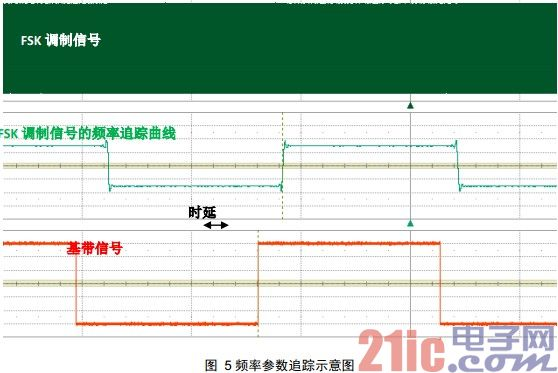 FSK 调制信号
FSK 调制信号的频率追踪曲线
时延
基带信号
21ic 电子网
图 5 频率参数追踪示意图